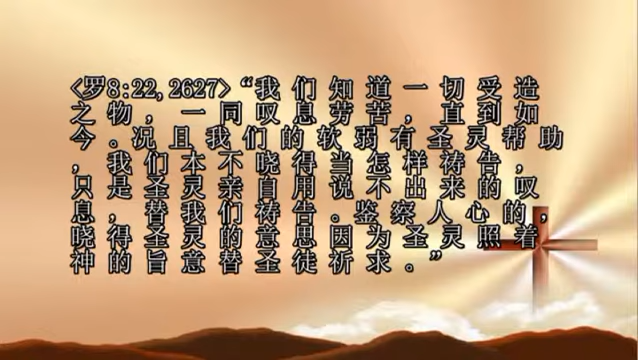 <罗8:22,2627>“我们知道一切受造
之物，一同叹息劳苦，直到如
今。况且我们的软弱有圣灵帮助
，我们本不晓得当怎样祷告，
只是圣灵亲自用说不出来的叹
息，替我们祷告。鉴察人心的，
晓得圣灵的意思因为圣灵照着
神的旨意替圣徒祈求。”